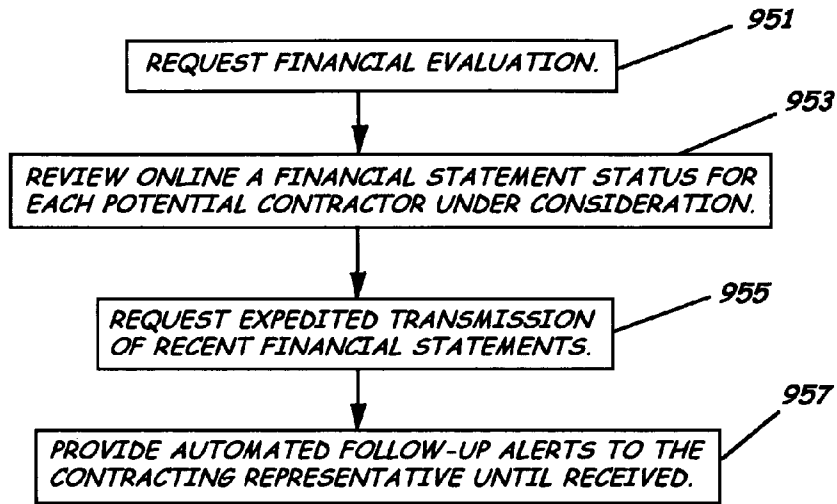 951
REQUEST FINANCIAL EVALUATION.
953
REVIEW ONLINE A FINANCIAL STATEMENT STATUS FOR
EACH POTENTIAL CONTRACTOR UNDER CONSIDERATION.
955
REQUEST EXPEDITED TRANSMISSION
OF RECENT FINANCIAL STATEMENTS.
957
PROVIDE AUTOMATED FOLLOW-UP ALERTS TO THE
CONTRACTING REPRESENTATIVE UNTIL RECEIVED.